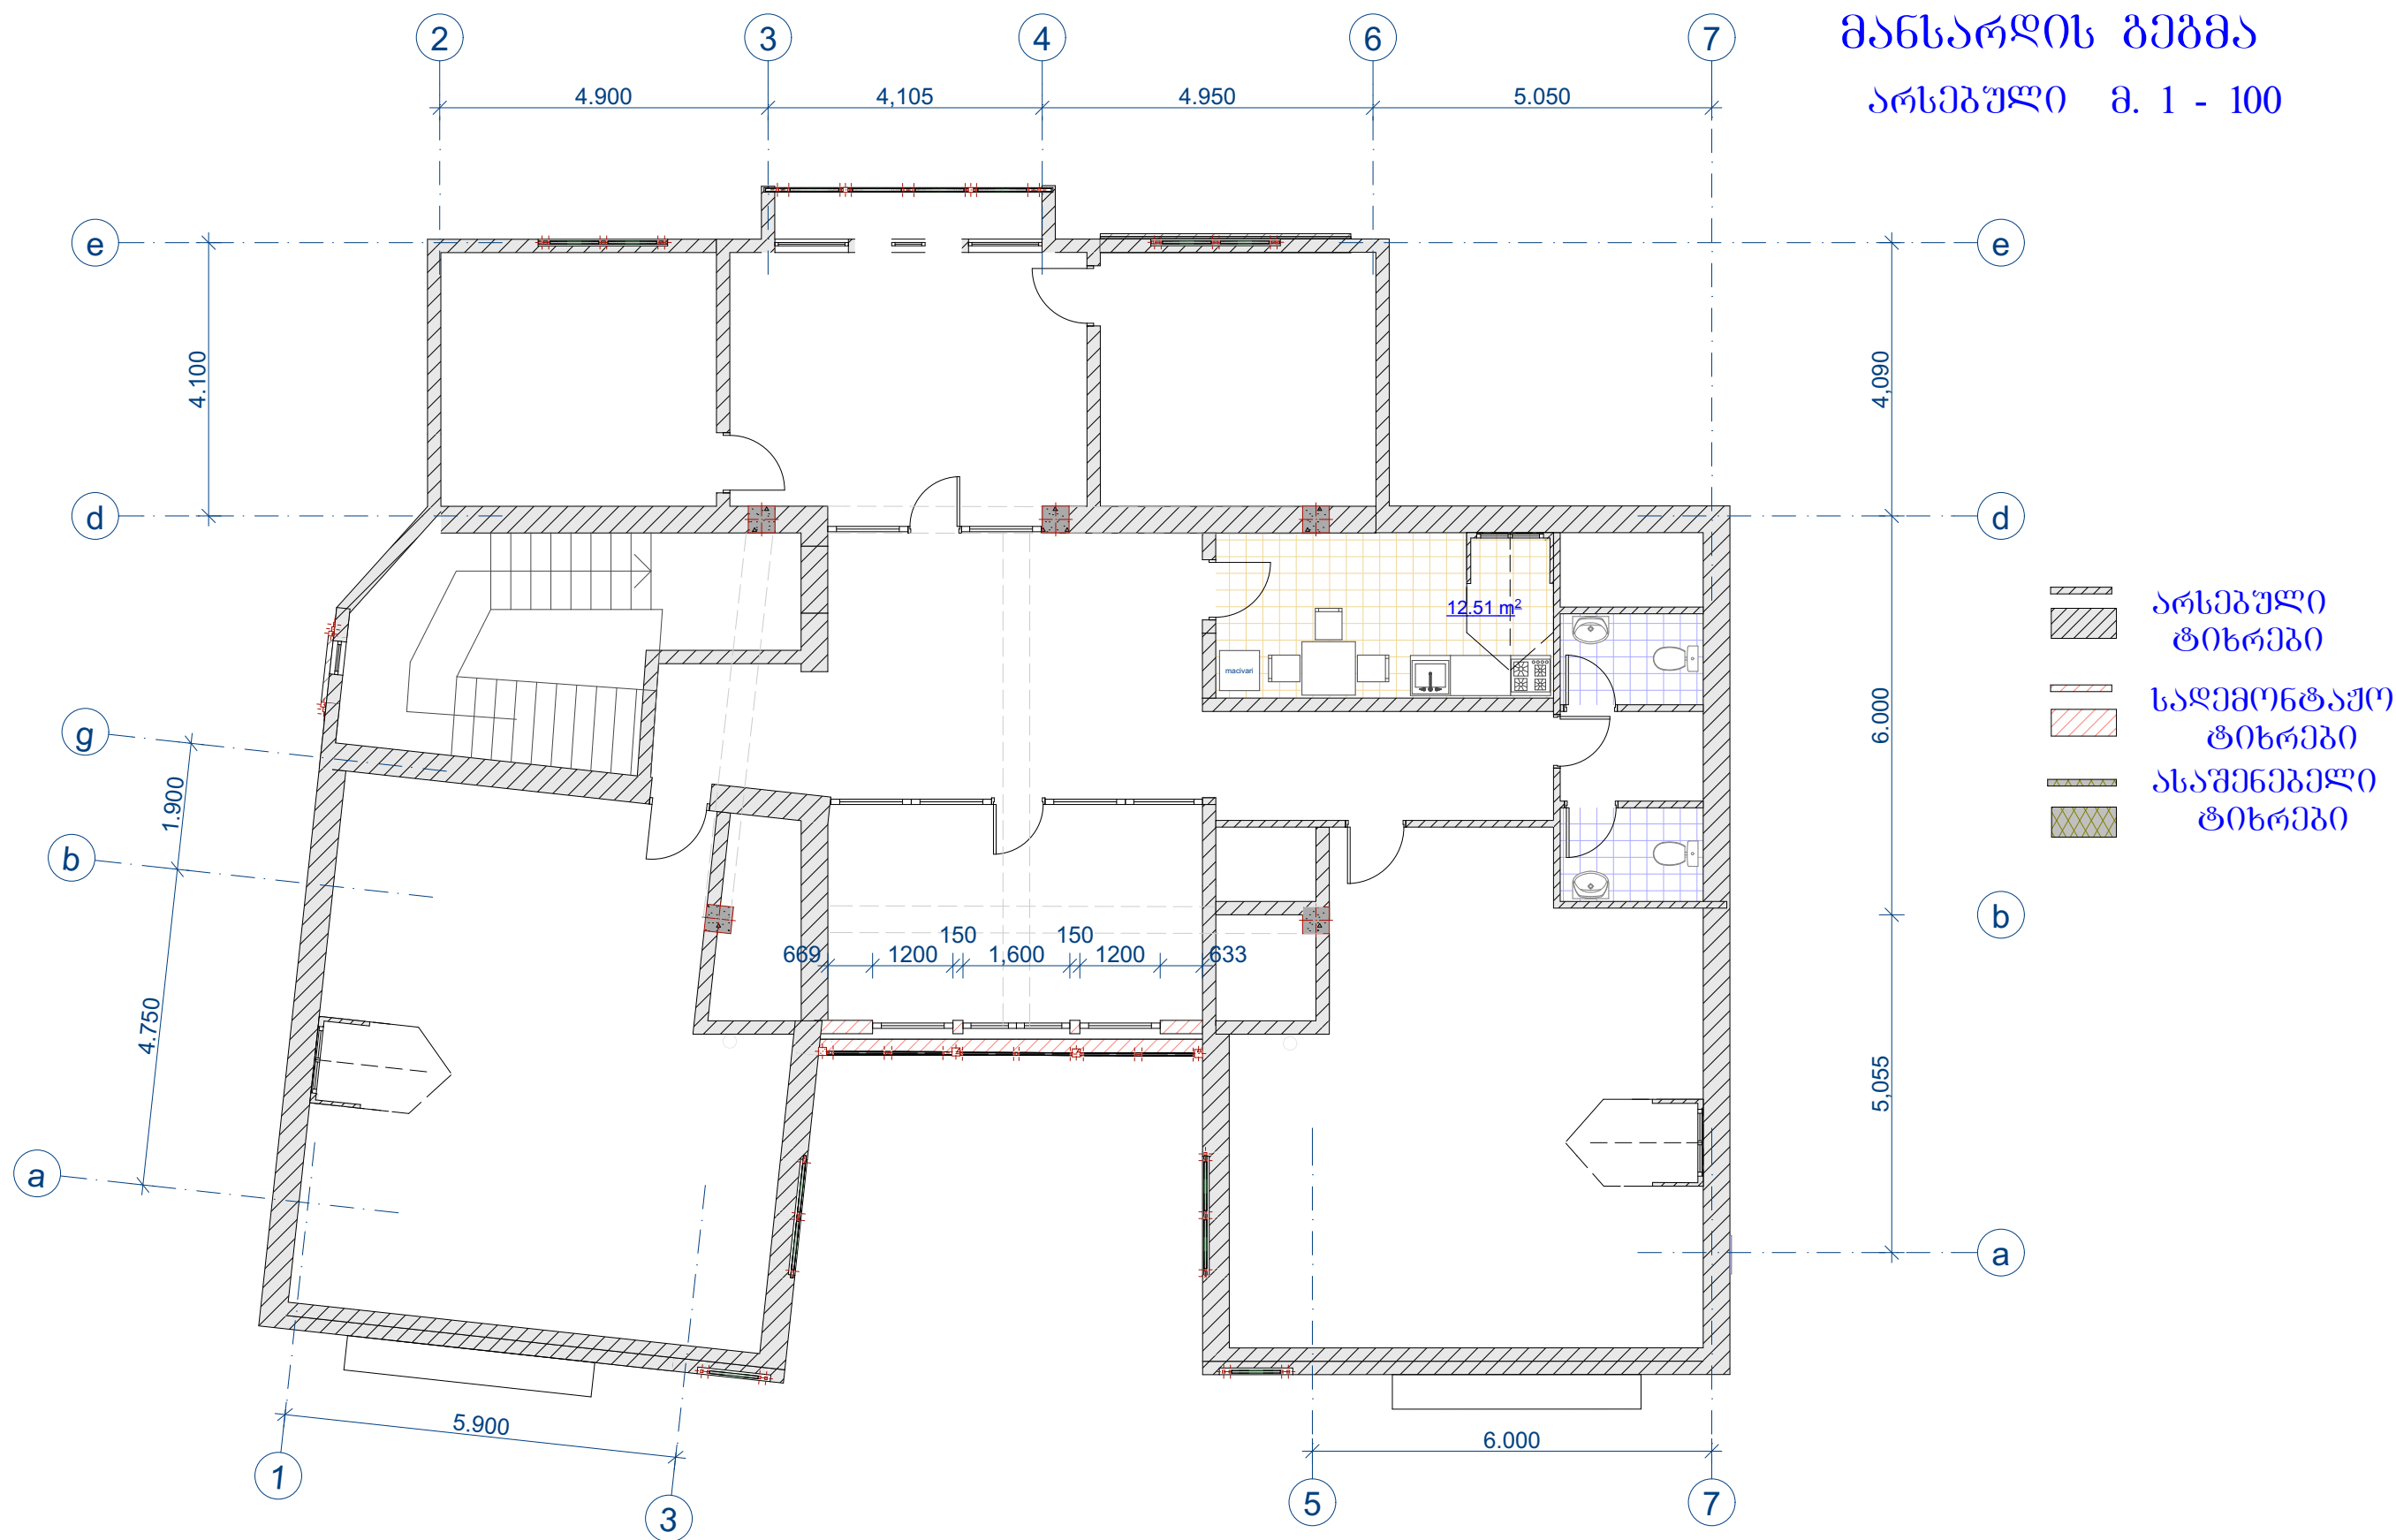 მანსარდის გეგმა
არსებული მ. 1 - 100
2
3
4
6
7
4.900
4,105
4.950
5.050
e
e
4.100
4,090
d
d
12.51 m²
macivari
არსებული
ტიხრები
სადემონტაჟო
ტიხრები
ასაშენებელი
ტიხრები
g
6.000
1.900
b
b
150
150
669
1200
1,600
1200
633
4.750
5,055
a
a
5.900
6.000
1
3
5
7